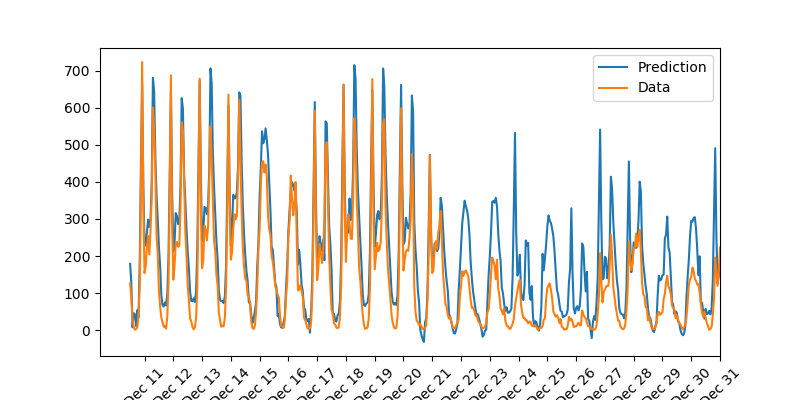 Prediction
Data
700
600
500
400
300
200
100
0
Dec 11
Dec 12
Dec 13
Dec 14
Dec 15
Dec 16
Dec 17
Dec 18
Dec 19
Dec 20
Dec 21
Dec 22
Dec 23
Dec 24
Dec 25
Dec 26
Dec 27
Dec 28
Dec 29
Dec 30
Dec 31